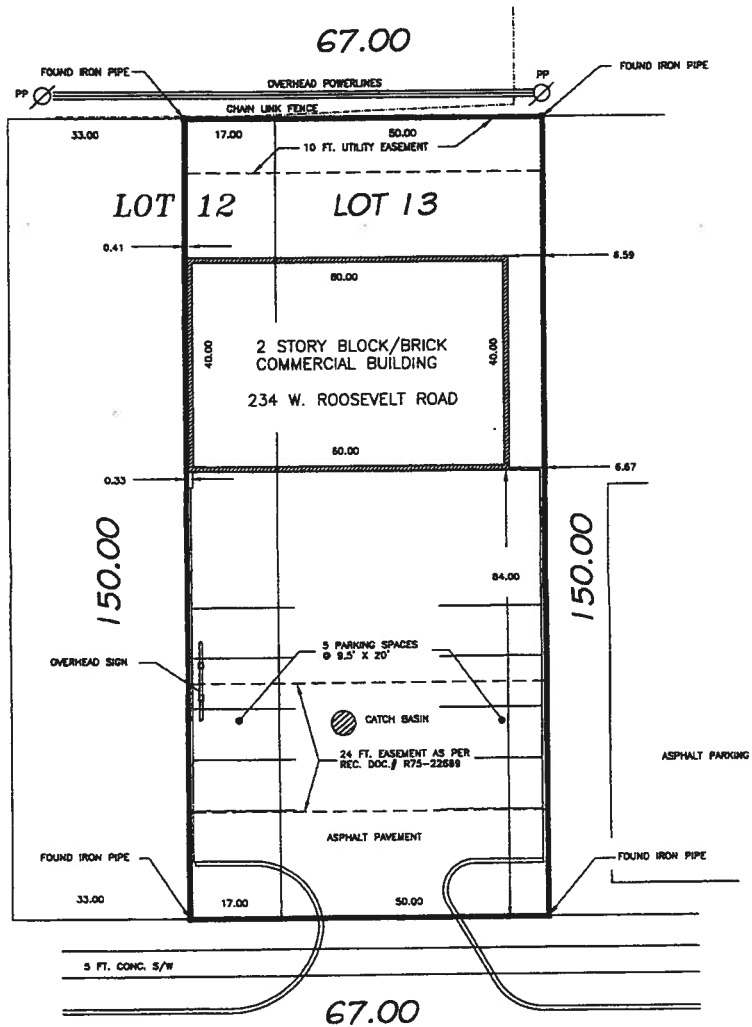 67.00
FOUND IRON PIPE
FOUND IRON PIPE
PP
OVERHEAD POWERLINES
PP
CHAIN LINK FENCE
33.00
17.00
50.00
10 FT. UTILITY EASEMENT
LOT 12
LOT 13
0.41
6.59
60.00
40.00
2 STORY BLOCK/BRICK
COMMERCIAL BUILDING
234 W. ROOSEVELT ROAD
40.00
60.00
0.33
6.67
150.00
150.00
84.00
5 PARKING SPACES
@ 9.5' X 20'
OVERHEAD SIGN
CATCH BASIN
24 FT. EASEMENT AS PER
REC. DOC.# R75-22689
ASPHALT PARKING
ASPHALT PAVEMENT
FOUND IRON PIPE
FOUND IRON PIPE
33.00
17.00
50.00
5 FT. CONC. S/W
67.00